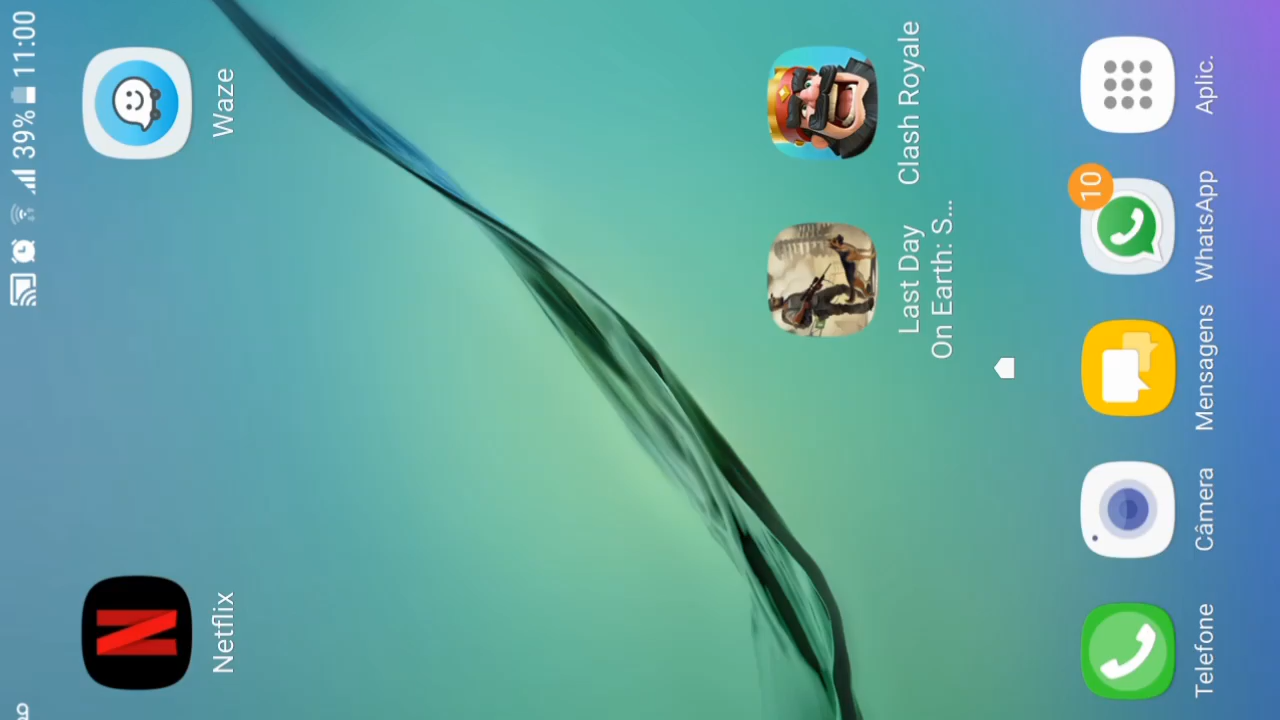 39% 11:00
Netflix
Waze
Last Day
On Earth: S...
Clash Royale
10
Telefone
Câmera
Mensagens
WhatsApp
Aplic.